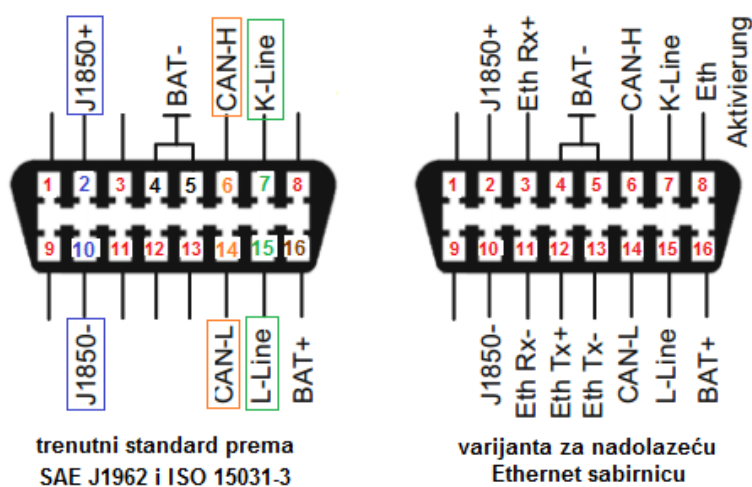 J1850+
BAT-
CAN-H
K-Line
1 2 3 4 5 6 7 8
9 10 11 12 13 14 15 16
J1850-
CAN-L
L-Line
BAT+
trenutni standard prema
SAE J1962 i ISO 15031-3
J1850+
Eth Rx+
BAT-
CAN-H
K-Line
Eth
Aktivierung
1 2 3 4 5 6 7 8
9 10 11 12 13 14 15 16
J1850-
Eth Rx-
Eth Tx+
Eth Tx-
CAN-L
L-Line
BAT+
varijanta za nadolazeću
Ethernet sabirnicu